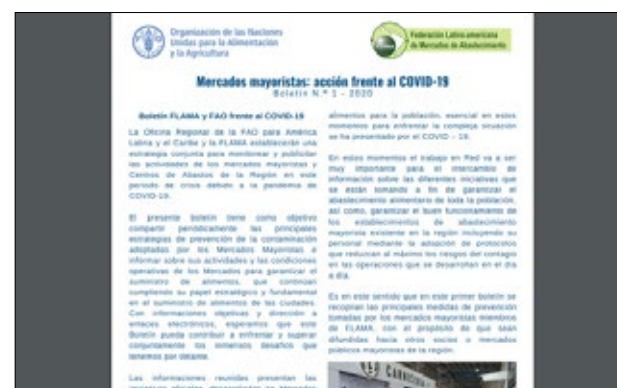 Organización de las Naciones
Unidas para la Alimentación
y la Agricultura
Federación Latinoamericana
de Mercados de Abastecimiento
Mercados mayoristas: acción frente al COVID-19
Boletín N.º 1 - 2020
Boletín FLAMA y FAO frente al COVID-19
La Oficina Regional de la FAO para América
Latina y el Caribe y la FLAMA establecerán una
estrategia conjunta para monitorear y publicitar
las actividades de los mercados mayoristas y
Centros de Abastos de la Región en este
periodo de crisis debido a la pandemia de
COVID-19.
El presente boletín tiene como objetivo
compartir periódicamente las principales
estrategias de prevención de la contaminación
adoptadas por los Mercados Mayoristas e
informar sobre sus actividades y las condiciones
operativas de los Mercados para garantizar el
suministro de alimentos, que continúan
cumpliendo su papel estratégico y fundamental
en el suministro de alimentos de las ciudades.
Con informaciones objetivas y dirección a
enlaces electrónicos, esperamos que este
Boletín pueda contribuir a enfrentar y superar
conjuntamente los inmensos desafíos que
tenemos por delante.
Las informaciones reunidas presentan las
alimentos para la población, esencial en estos
momentos para enfrentar la compleja situación
se ha presentado por el COVID – 19.
En estos momentos el trabajo en Red va a ser
muy importante para el intercambio de
información sobre las diferentes iniciativas que
se están tomando a fin de garantizar el
abastecimiento alimentario de toda la población,
así como, garantizar el buen funcionamiento de
los establecimientos de abastecimiento
mayorista existente en la región incluyendo su
personal mediante la adopción de protocolos
que reduzcan al máximo los riesgos del contagio
en las operaciones que se desarrollan en el día
a día.
Es en este sentido que en este primer boletín se
recopilan las principales medidas de prevención
tomadas por los mercados mayoristas miembros
de FLAMA, con el propósito de que sean
difundidas hacia otros socios o mercados
públicos mayoristas de la región.